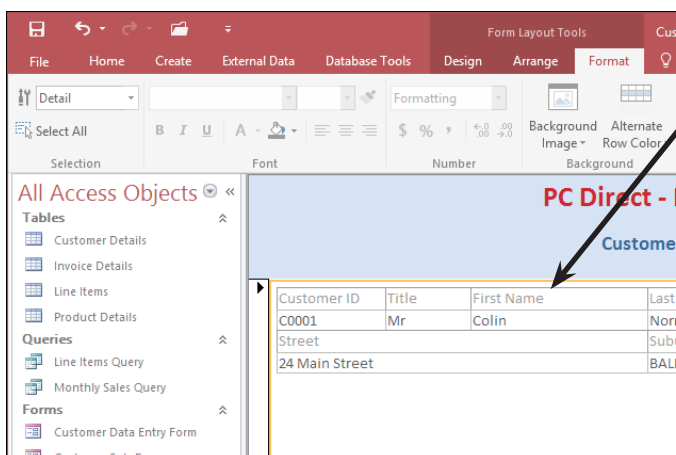 Form Layout Tools Cus
File Home Create External Data Database Tools Design Arrange Format
Detail Formatting
Select All B I U A $ % , .0 .00 Background Alternate
Image Row Color
Selection Font Number Background
All Access Objects «
Tables
Customer Details
Invoice Details
Line Items
Product Details
Queries
Line Items Query
Monthly Sales Query
Forms
Customer Data Entry Form
PC Direct -
Custome
Customer ID Title First Name Last
C0001 Mr Colin Nor
Street Sub
24 Main Street BAL